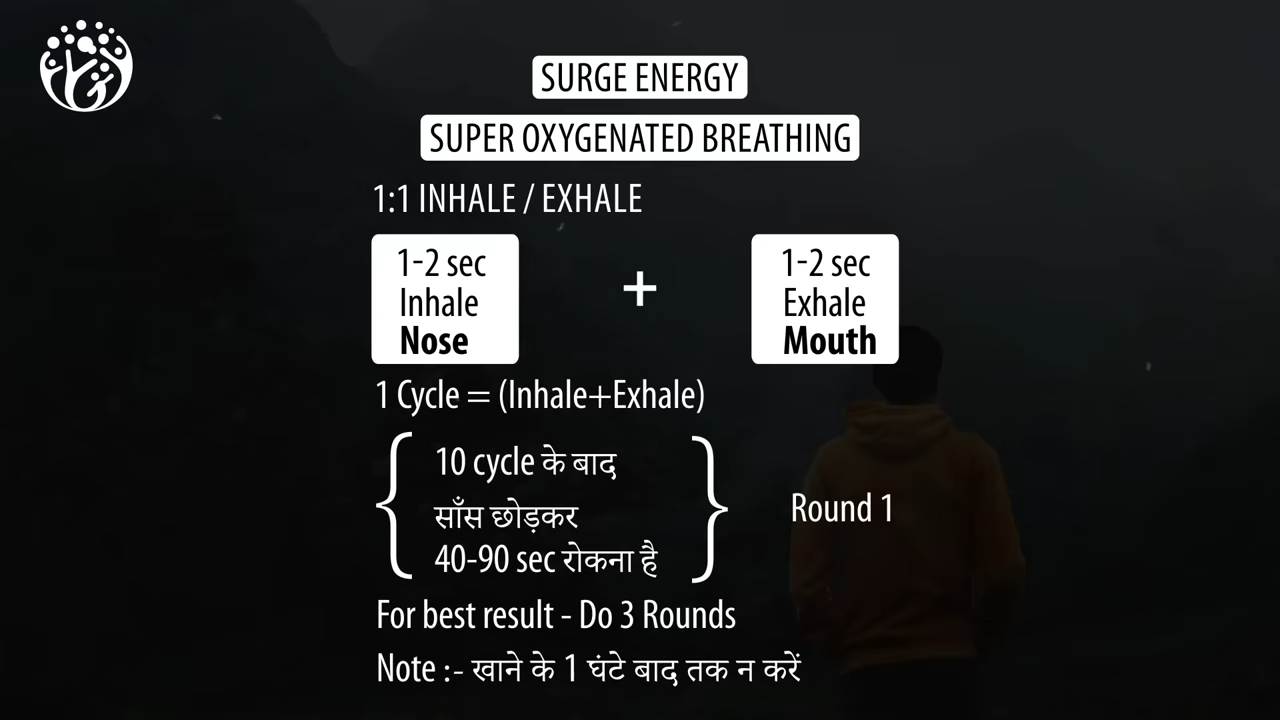 SURGE ENERGY
SUPER OXYGENATED BREATHING
1:1 INHALE / EXHALE
1-2 sec
Inhale
Nose
+
1-2 sec
Exhale
Mouth
1 Cycle = (Inhale+Exhale)
10 cycle के बाद
साँस छोड़कर
40-90 sec रोकना है
Round 1
For best result - Do 3 Rounds
Note :- खाने के 1 घंटे बाद तक न करें